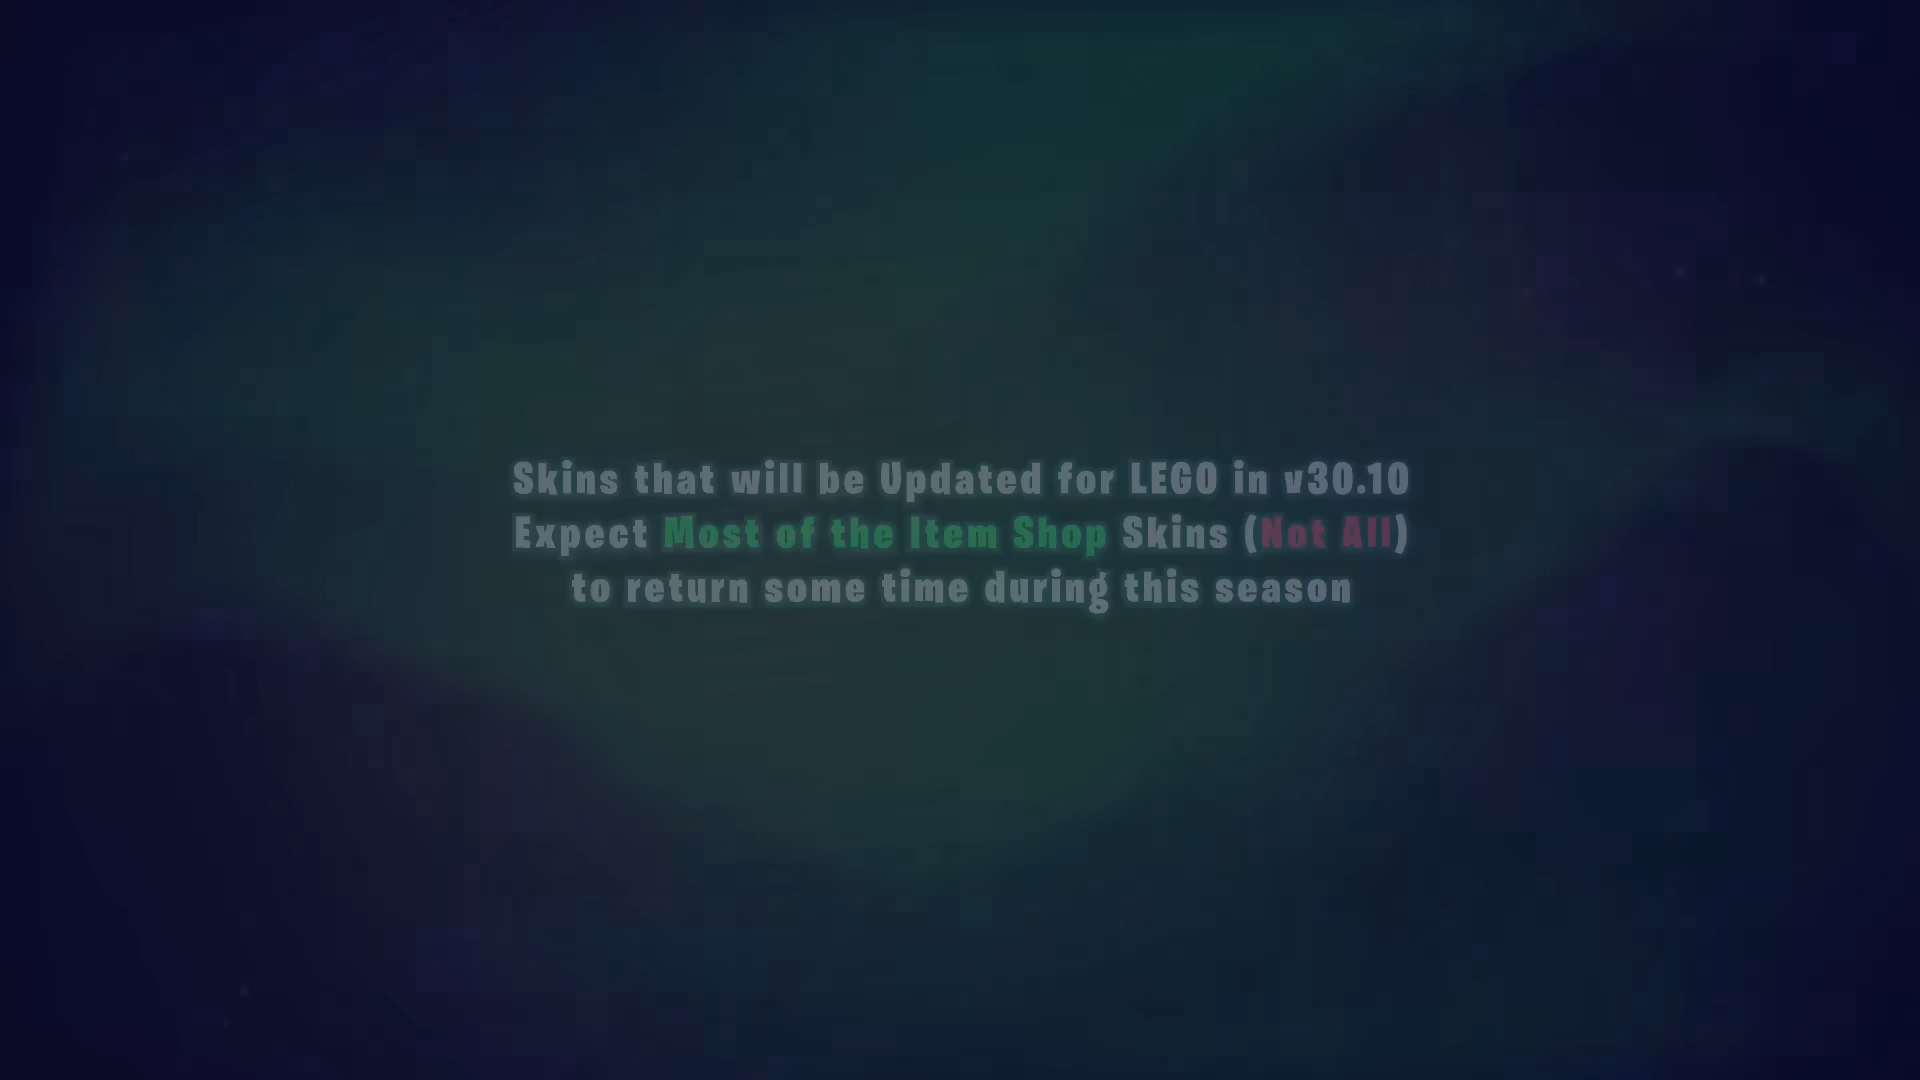 Skins that will be Updated for LEGO in v30.10
Expect Most of the Item Shop Skins (Not All)
to return some time during this season